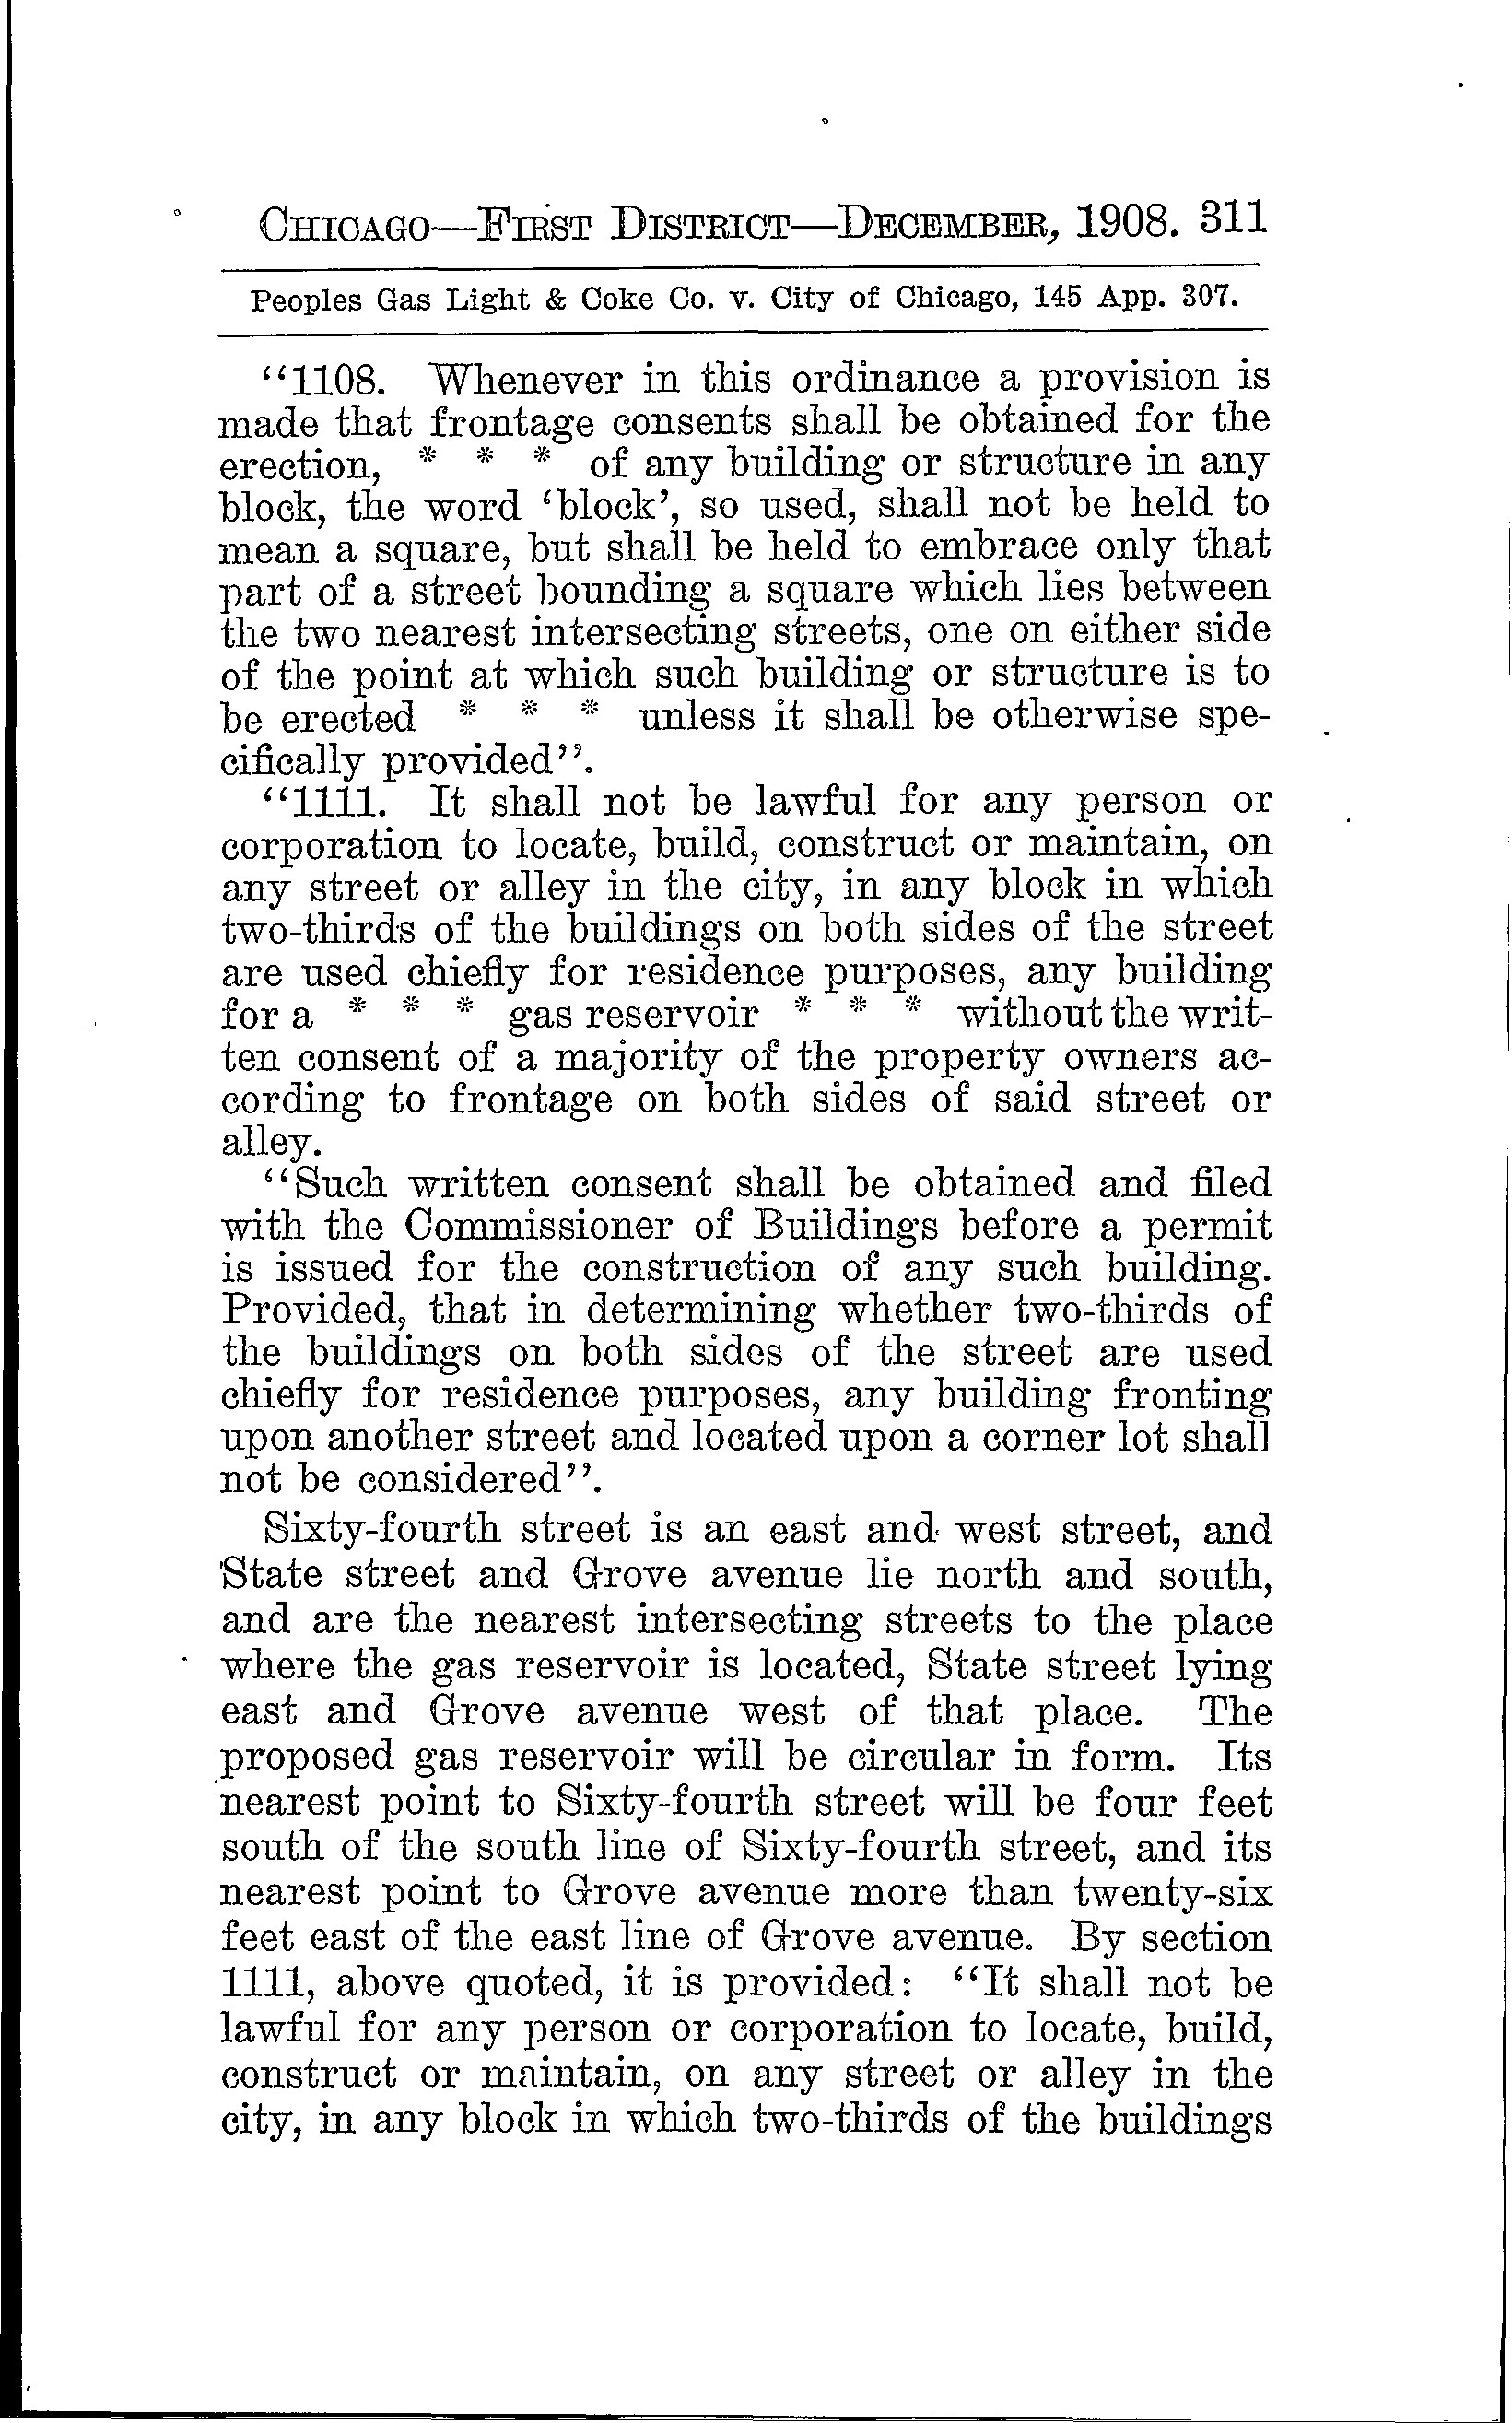 CHICAGO—FIRST DISTRICT—DECEMBER, 1908. 311
Peoples Gas Light & Coke Co. v. City of Chicago, 145 App. 307.
“1108. Whenever in this ordinance a provision is
made that frontage consents shall be obtained for the
erection, * * * of any building or structure in any
block, the word ‘block’, so used, shall not be held to
mean a square, but shall be held to embrace only that
part of a street bounding a square which lies between
the two nearest intersecting streets, one on either side
of the point at which such building or structure is to
be erected * * * unless it shall be otherwise spe-
cifically provided”.
“1111. It shall not be lawful for any person or
corporation to locate, build, construct or maintain, on
any street or alley in the city, in any block in which
two-thirds of the buildings on both sides of the street
are used chiefly for residence purposes, any building
for a * * * gas reservoir * * * without the writ-
ten consent of a majority of the property owners ac-
cording to frontage on both sides of said street or
alley.
“Such written consent shall be obtained and filed
with the Commissioner of Buildings before a permit
is issued for the construction of any such building.
Provided, that in determining whether two-thirds of
the buildings on both sides of the street are used
chiefly for residence purposes, any building fronting
upon another street and located upon a corner lot shall
not be considered”.
Sixty-fourth street is an east and west street, and
State street and Grove avenue lie north and south,
and are the nearest intersecting streets to the place
where the gas reservoir is located, State street lying
east and Grove avenue west of that place. The
proposed gas reservoir will be circular in form. Its
nearest point to Sixty-fourth street will be four feet
south of the south line of Sixty-fourth street, and its
nearest point to Grove avenue more than twenty-six
feet east of the east line of Grove avenue. By section
1111, above quoted, it is provided: “It shall not be
lawful for any person or corporation to locate, build,
construct or maintain, on any street or alley in the
city, in any block in which two-thirds of the buildings